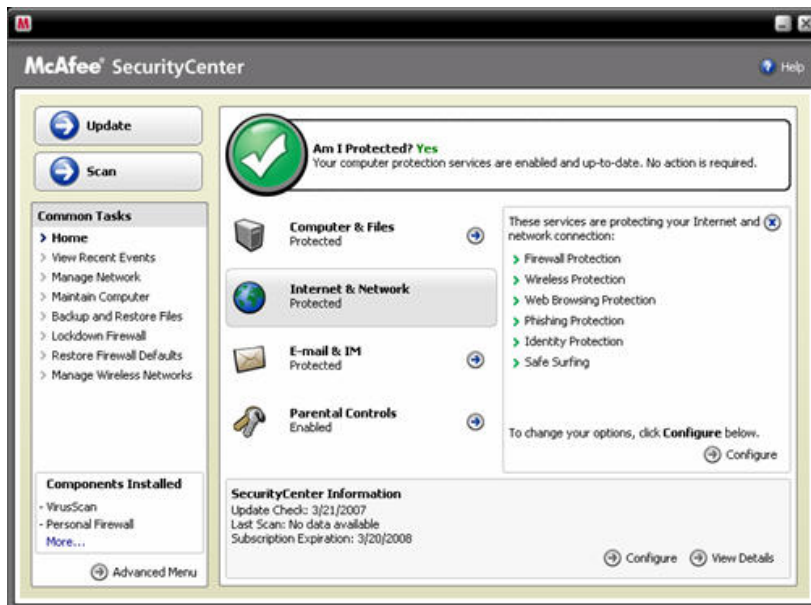 McAfee® SecurityCenter
Help
Update
Scan
Common Tasks
Home
View Recent Events
Manage Network
Maintain Computer
Backup and Restore Files
Lockdown Firewall
Restore Firewall Defaults
Manage Wireless Networks
Components Installed
- VirusScan
- Personal Firewall
More...
Advanced Menu
Am I Protected? Yes
Your computer protection services are enabled and up-to-date. No action is required.
Computer & Files
Protected
Internet & Network
Protected
E-mail & IM
Protected
Parental Controls
Enabled
These services are protecting your Internet and
network connection:
Firewall Protection
Wireless Protection
Web Browsing Protection
Phishing Protection
Identity Protection
Safe Surfing
To change your options, click Configure below.
Configure
SecurityCenter Information
Update Check: 3/21/2007
Last Scan: No data available
Subscription Expiration: 3/20/2008
Configure
View Details